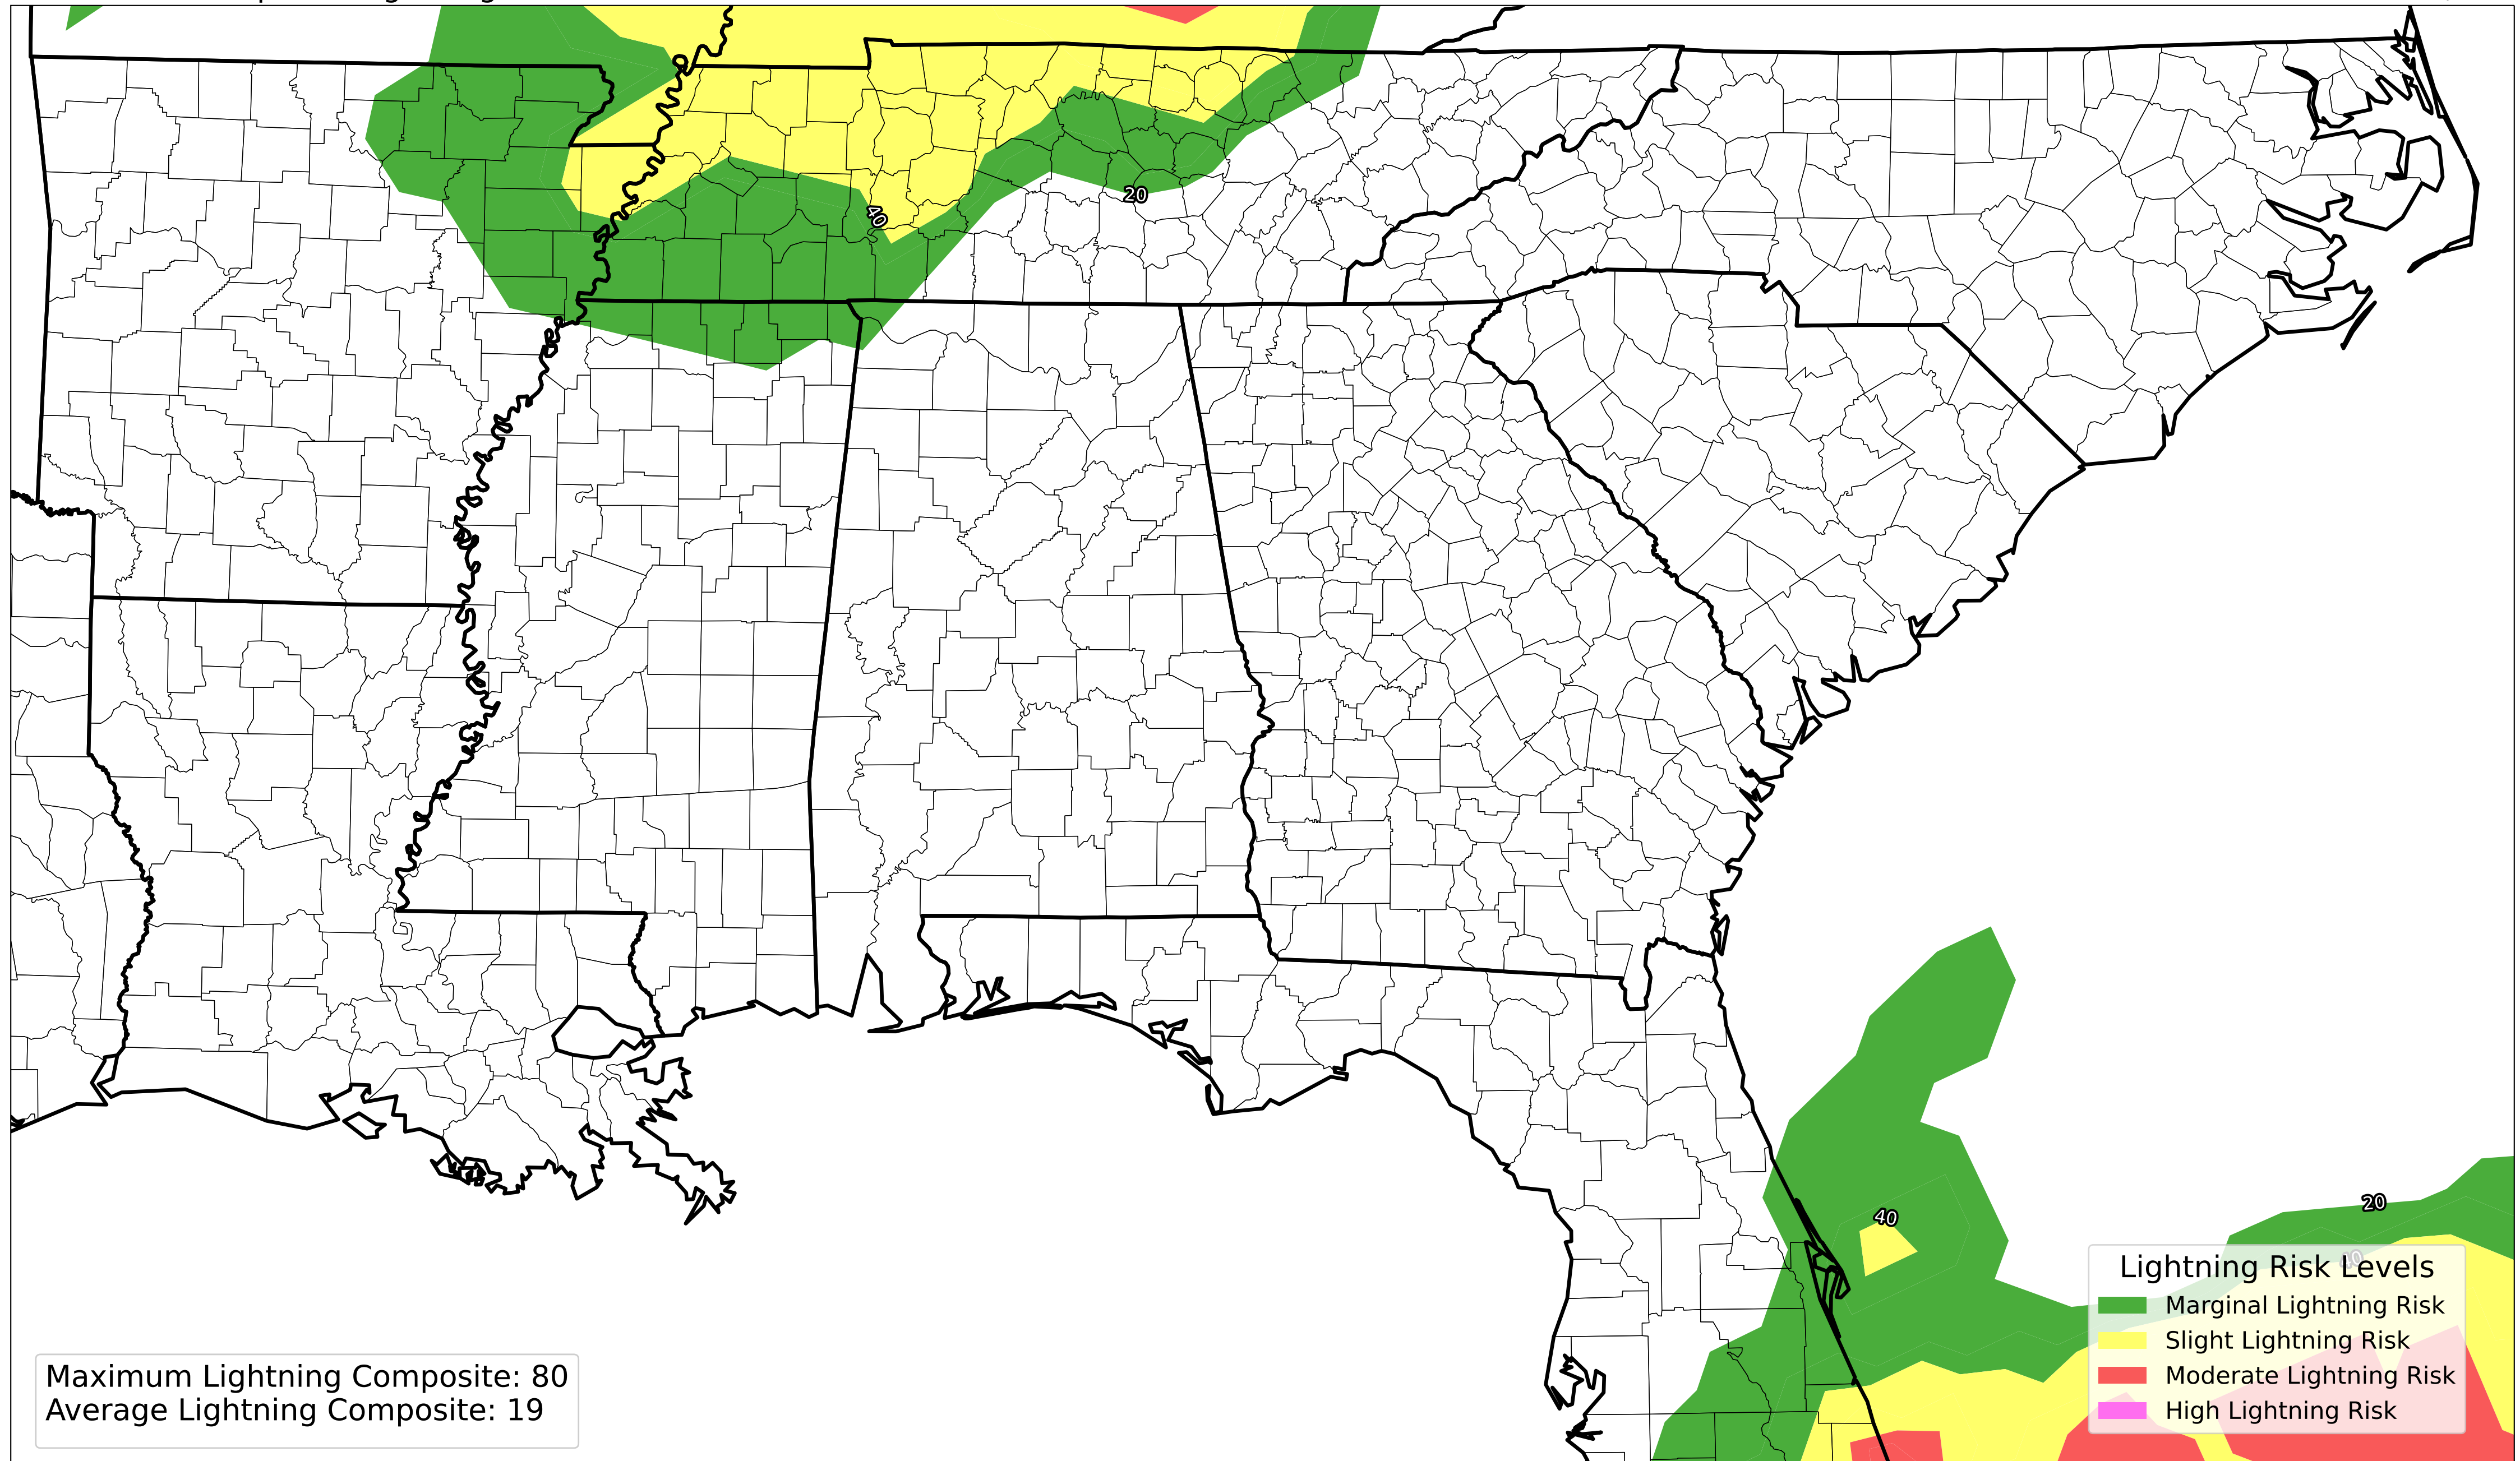 20
40
40
20
40
Lightning Risk Levels
Marginal Lightning Risk
Slight Lightning Risk
Moderate Lightning Risk
High Lightning Risk
Maximum Lightning Composite: 80
Average Lightning Composite: 19